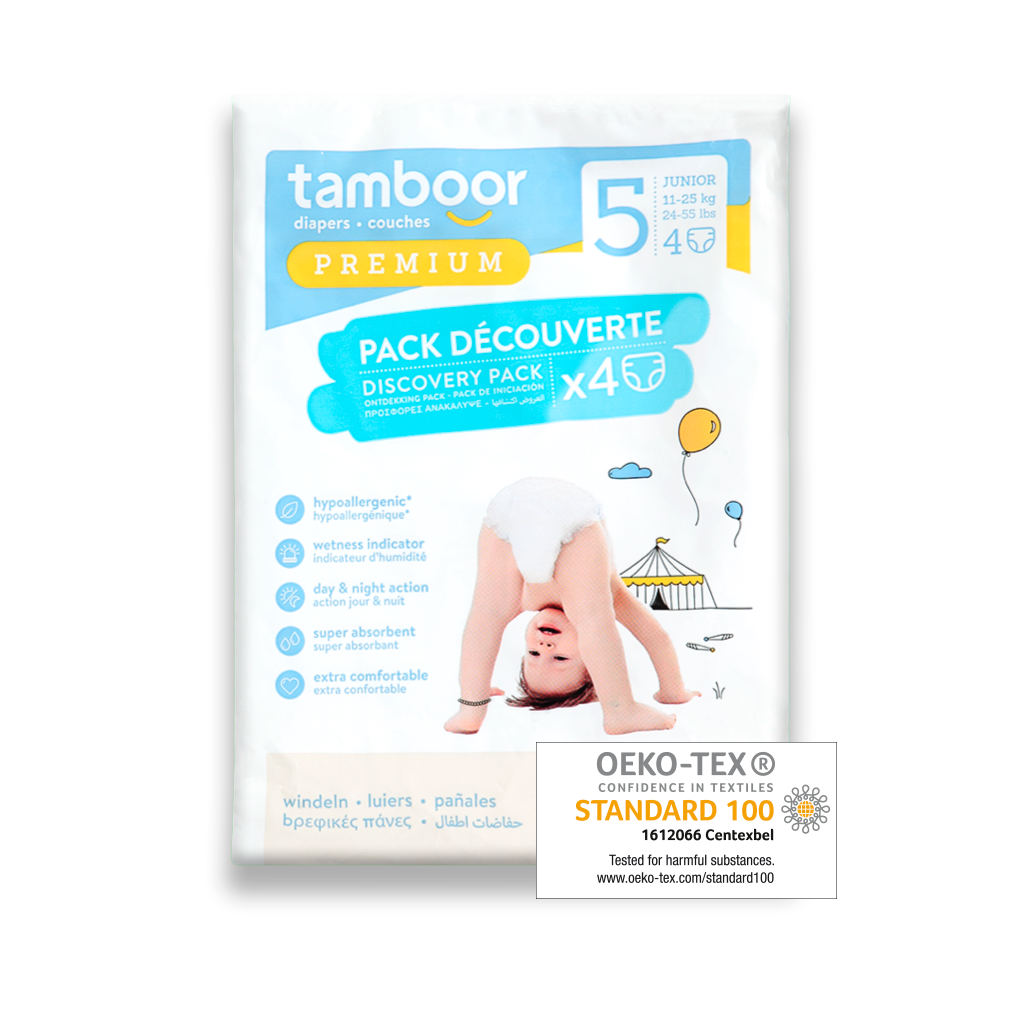 tamboor
diapers • couches
PREMIUM
5
JUNIOR
11-25 kg
24-55 lbs
4
PACK DÉCOUVERTE
DISCOVERY PACK
ONTDEKKING PACK - PACK DE INICIACIÓN
ΠΡΟΣΦΟΡΕΣ ΑΝΑΚΑΛΥΨΕ - العروض اكتشافها
x4
hypoallergenic*
hypoallergénique*
wetness indicator
indicateur d'humidité
day & night action
action jour & nuit
super absorbent
super absorbant
extra comfortable
extra confortable
windeln • luiers • pañales
βρεφικές πάνες • حفاضات اطفال
OEKO-TEX®
CONFIDENCE IN TEXTILES
STANDARD 100
1612066 Centexbel
Tested for harmful substances.
www.oeko-tex.com/standard100